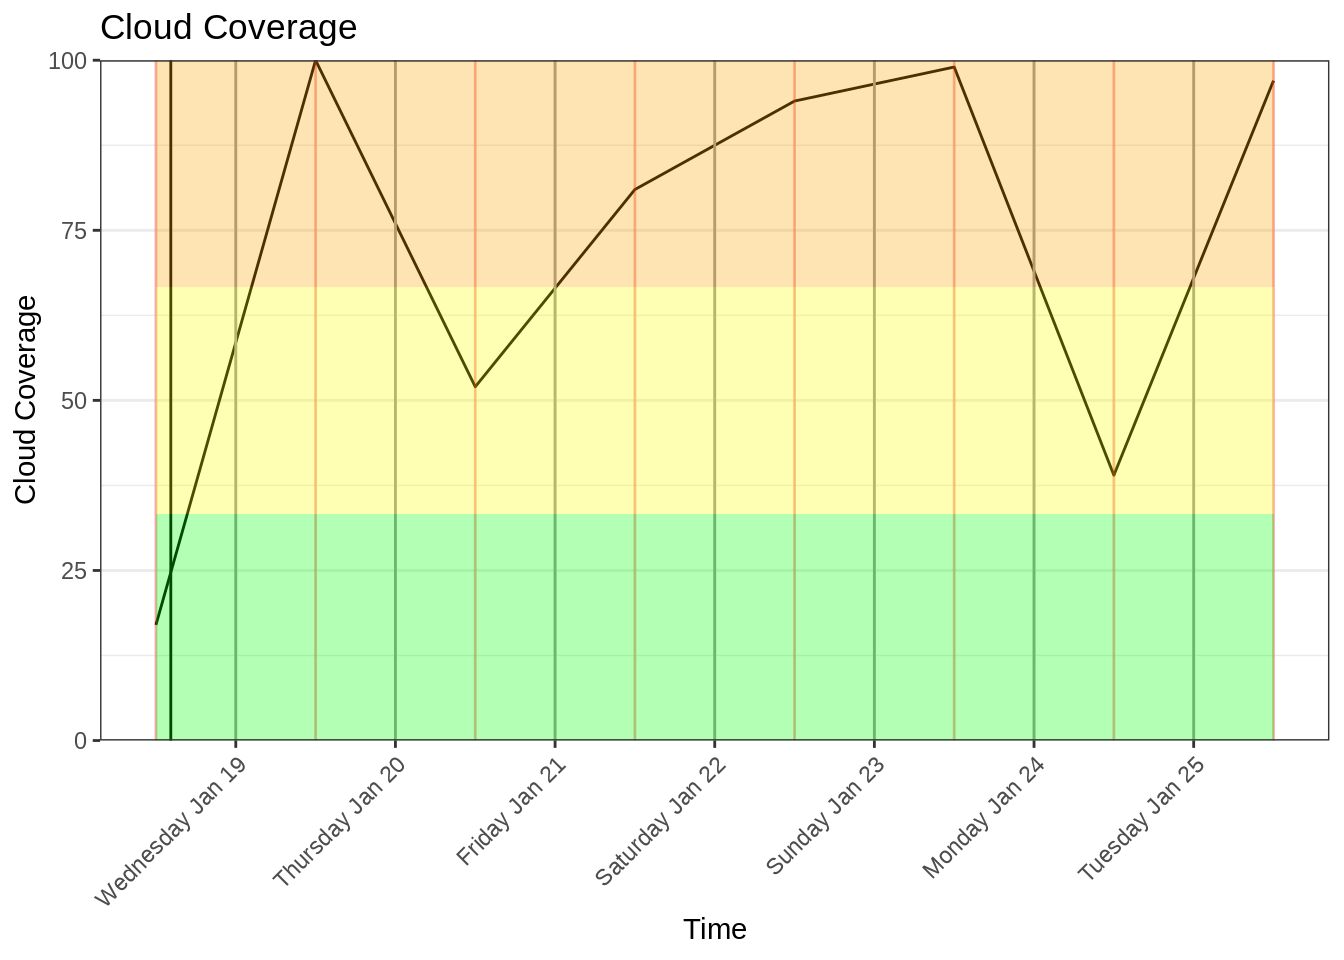 Cloud Coverage
100
75
50
25
0
Cloud Coverage
Wednesday Jan 19
Thursday Jan 20
Friday Jan 21
Saturday Jan 22
Sunday Jan 23
Monday Jan 24
Tuesday Jan 25
Time